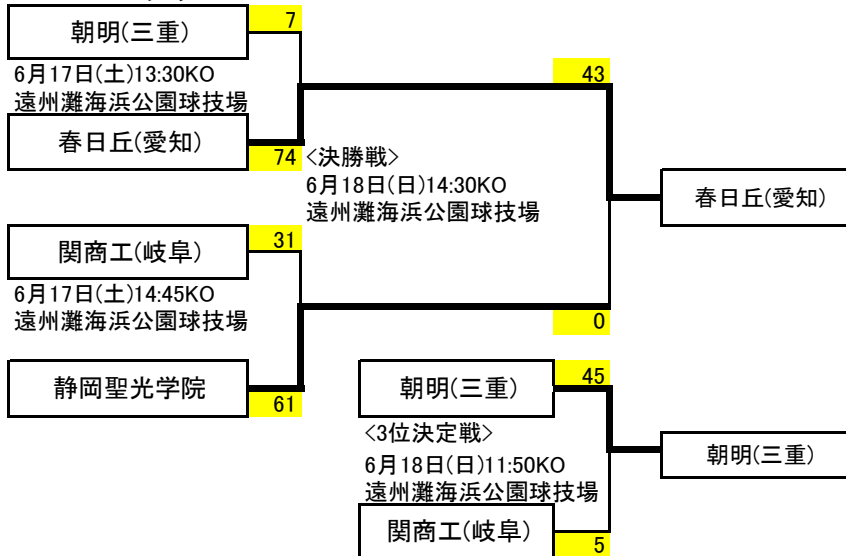 朝明(三重)
7
6月17日(土)13:30KO
遠州灘海浜公園球技場
春日丘(愛知)
74
<決勝戦>
6月18日(日)14:30KO
遠州灘海浜公園球技場
43
春日丘(愛知)
関商工(岐阜)
31
6月17日(土)14:45KO
遠州灘海浜公園球技場
0
静岡聖光学院
61
朝明(三重)
45
<3位決定戦>
6月18日(日)11:50KO
遠州灘海浜公園球技場
朝明(三重)
関商工(岐阜)
5